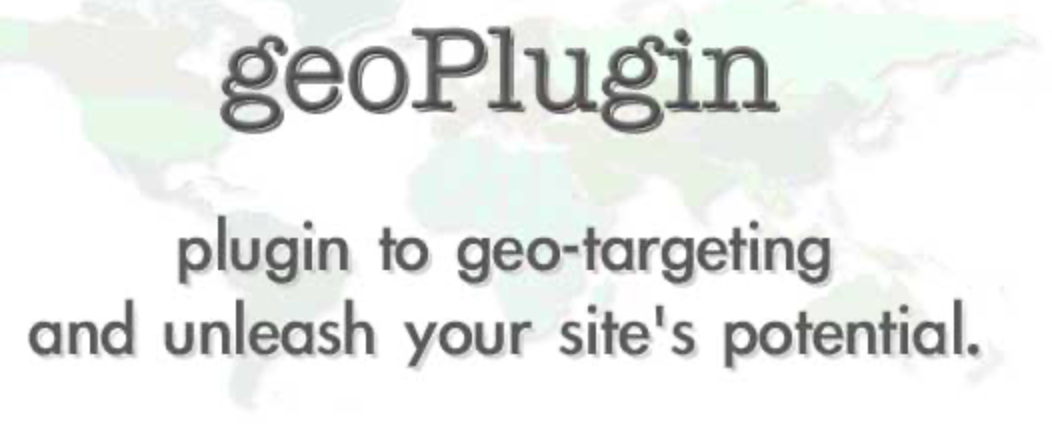 geoPlugin
plugin to geo-targeting
and unleash your site's potential.